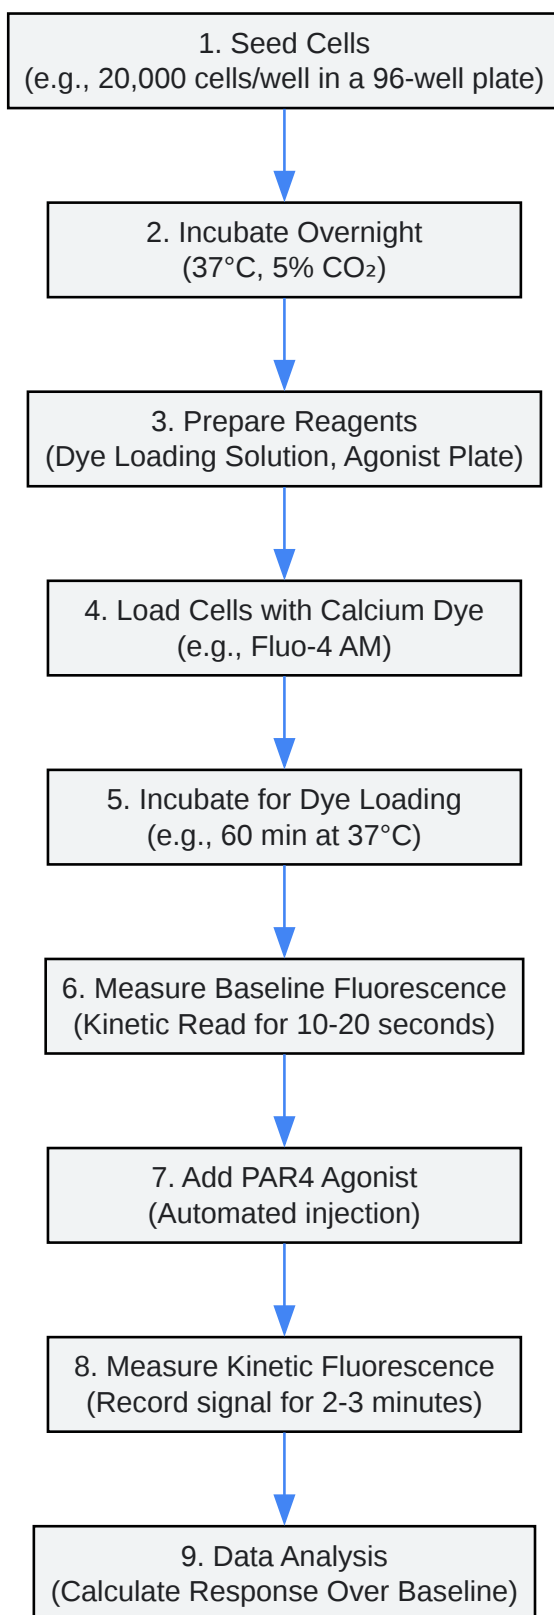 1. Seed Cells
(e.g., 20,000 cells/well in a 96-well plate)
2. Incubate Overnight
(37°C, 5% CO₂)
3. Prepare Reagents
(Dye Loading Solution, Agonist Plate)
4. Load Cells with Calcium Dye
(e.g., Fluo-4 AM)
5. Incubate for Dye Loading
(e.g., 60 min at 37°C)
6. Measure Baseline Fluorescence
(Kinetic Read for 10-20 seconds)
7. Add PAR4 Agonist
(Automated injection)
8. Measure Kinetic Fluorescence
(Record signal for 2-3 minutes)
9. Data Analysis
(Calculate Response Over Baseline)